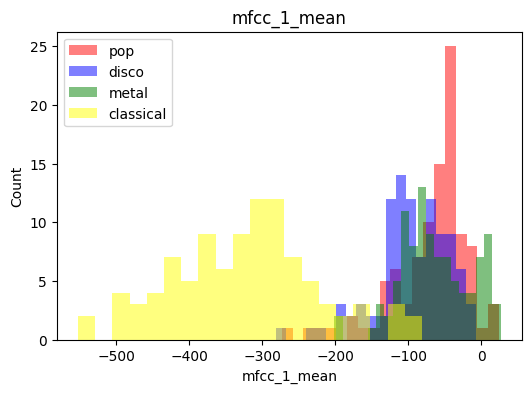 mfcc_1_mean
pop
disco
metal
classical
Count
25
20
15
10
5
0
−500
−400
−300
−200
−100
0
mfcc_1_mean